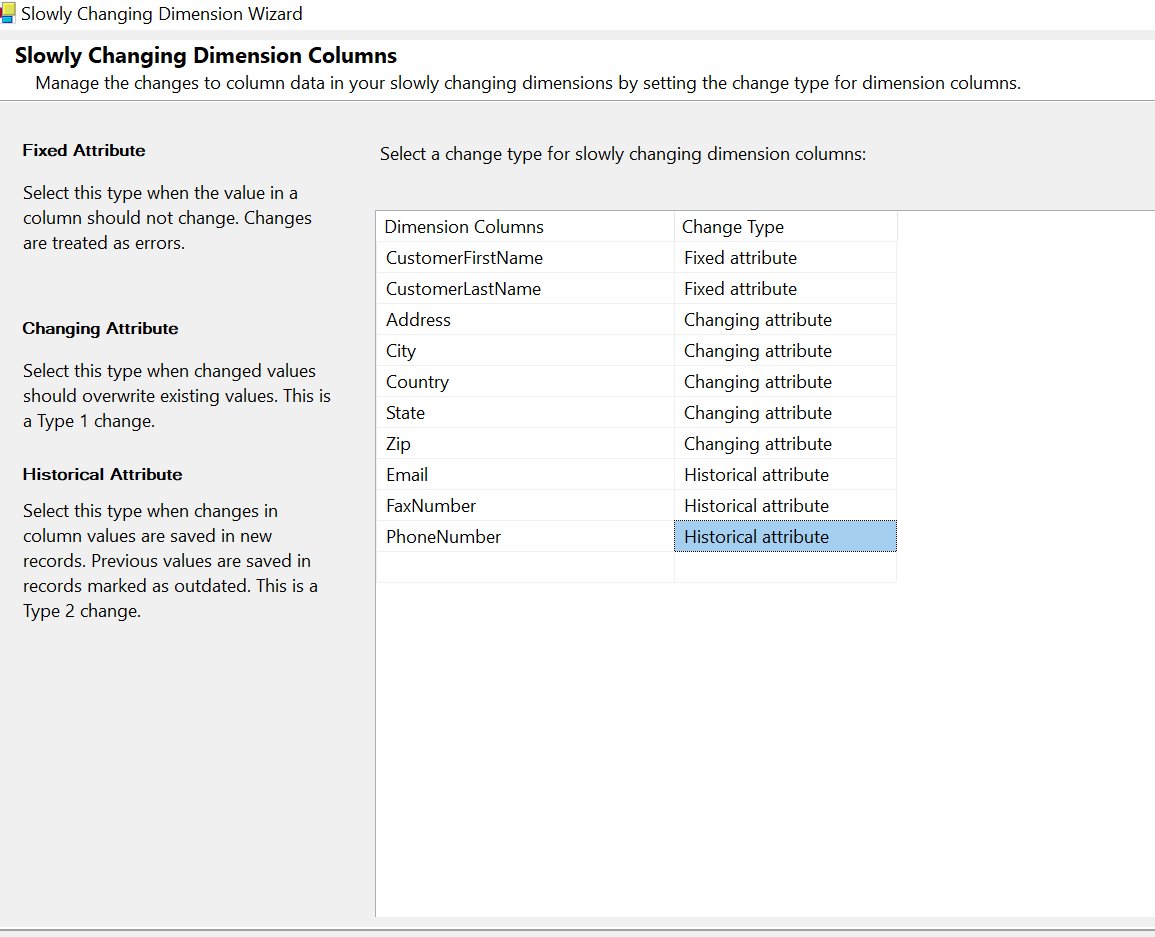 Slowly Changing Dimension Wizard
Slowly Changing Dimension Columns
Manage the changes to column data in your slowly changing dimensions by setting the change type for dimension columns.
Fixed Attribute
Select this type when the value in a
column should not change. Changes
are treated as errors.
Changing Attribute
Select this type when changed values
should overwrite existing values. This is
a Type 1 change.
Historical Attribute
Select this type when changes in
column values are saved in new
records. Previous values are saved in
records marked as outdated. This is a
Type 2 change.
Select a change type for slowly changing dimension columns:
Dimension Columns Change Type
CustomerFirstName Fixed attribute
CustomerLastName Fixed attribute
Address Changing attribute
City Changing attribute
Country Changing attribute
State Changing attribute
Zip Changing attribute
Email Historical attribute
FaxNumber Historical attribute
PhoneNumber Historical attribute